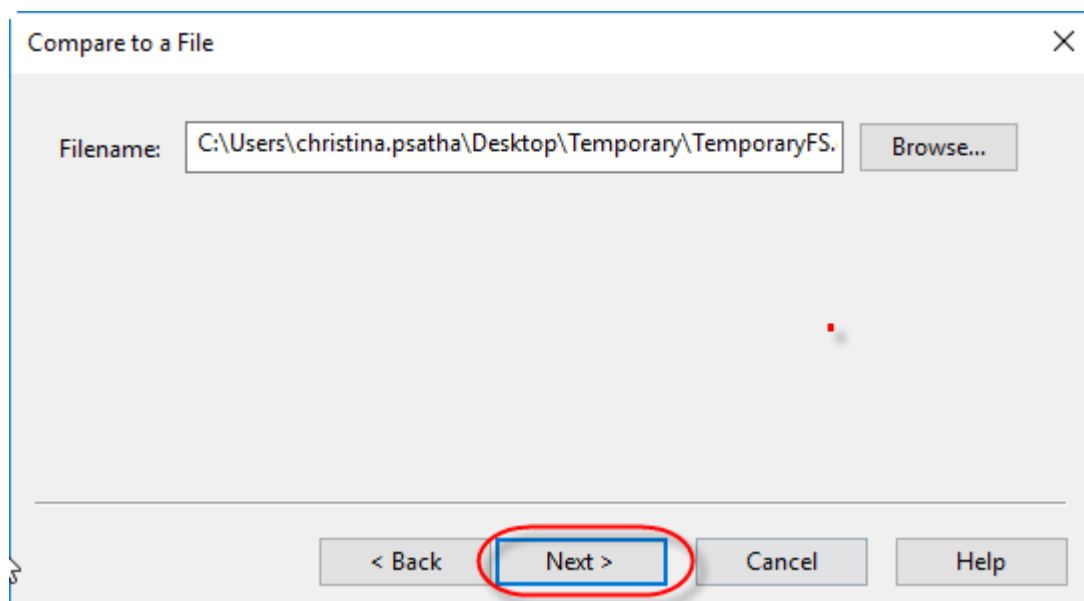 Compare to a File
Filename: C:\Users\christina.psatha\Desktop\Temporary\TemporaryFS. Browse...
< Back Next > Cancel Help